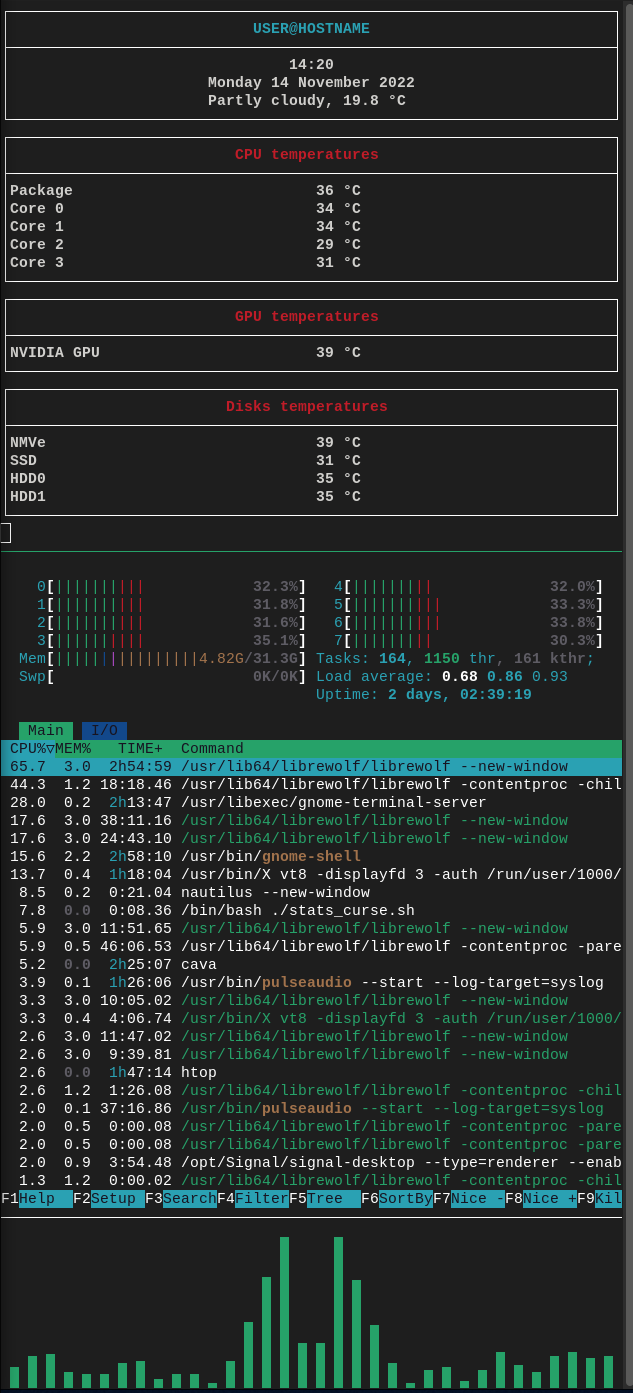 USER@HOSTNAME
14:20
Monday 14 November 2022
Partly cloudy, 19.8 °C
CPU temperatures
Package 36 °C
Core 0 34 °C
Core 1 34 °C
Core 2 29 °C
Core 3 31 °C
GPU temperatures
NVIDIA GPU 39 °C
Disks temperatures
NMVe 39 °C
SSD 31 °C
HDD0 35 °C
HDD1 35 °C
0[|||||||||| 32.3%] 4[||||||||| 32.0%]
1[|||||||||| 31.8%] 5[|||||||||| 33.3%]
2[|||||||||| 31.6%] 6[|||||||||| 33.8%]
3[|||||||||| 35.1%] 7[||||||||| 30.3%]
Mem[||||||||||||||||4.82G/31.3G] Tasks: 164, 1150 thr, 161 kthr;
Swp[ 0K/0K] Load average: 0.68 0.86 0.93
Uptime: 2 days, 02:39:19
Main I/O
CPU%▽MEM% TIME+ Command
65.7 3.0 2h54:59 /usr/lib64/librewolf/librewolf --new-window
44.3 1.2 18:18.46 /usr/lib64/librewolf/librewolf -contentproc -chil
28.0 0.2 2h13:47 /usr/libexec/gnome-terminal-server
17.6 3.0 38:11.16 /usr/lib64/librewolf/librewolf --new-window
17.6 3.0 24:43.10 /usr/lib64/librewolf/librewolf --new-window
15.6 2.2 2h58:10 /usr/bin/gnome-shell
13.7 0.4 1h18:04 /usr/bin/X vt8 -displayfd 3 -auth /run/user/1000/
8.5 0.2 0:21.04 nautilus --new-window
7.8 0.0 0:08.36 /bin/bash ./stats_curse.sh
5.9 3.0 11:51.65 /usr/lib64/librewolf/librewolf --new-window
5.9 0.5 46:06.53 /usr/lib64/librewolf/librewolf -contentproc -pare
5.2 0.0 2h25:07 cava
3.9 0.1 1h26:06 /usr/bin/pulseaudio --start --log-target=syslog
3.3 3.0 10:05.02 /usr/lib64/librewolf/librewolf --new-window
3.3 0.4 4:06.74 /usr/bin/X vt8 -displayfd 3 -auth /run/user/1000/
2.6 3.0 11:47.02 /usr/lib64/librewolf/librewolf --new-window
2.6 3.0 9:39.81 /usr/lib64/librewolf/librewolf --new-window
2.6 0.0 1h47:14 htop
2.6 1.2 1:26.08 /usr/lib64/librewolf/librewolf -contentproc -chil
2.0 0.1 37:16.86 /usr/bin/pulseaudio --start --log-target=syslog
2.0 0.5 0:00.08 /usr/lib64/librewolf/librewolf -contentproc -pare
2.0 0.5 0:00.08 /usr/lib64/librewolf/librewolf -contentproc -pare
2.0 0.9 3:54.48 /opt/Signal/signal-desktop --type=renderer --enab
1.3 1.2 0:00.02 /usr/lib64/librewolf/librewolf -contentproc -chil
F1Help F2Setup F3SearchF4FilterF5Tree F6SortByF7Nice -F8Nice +F9Kil